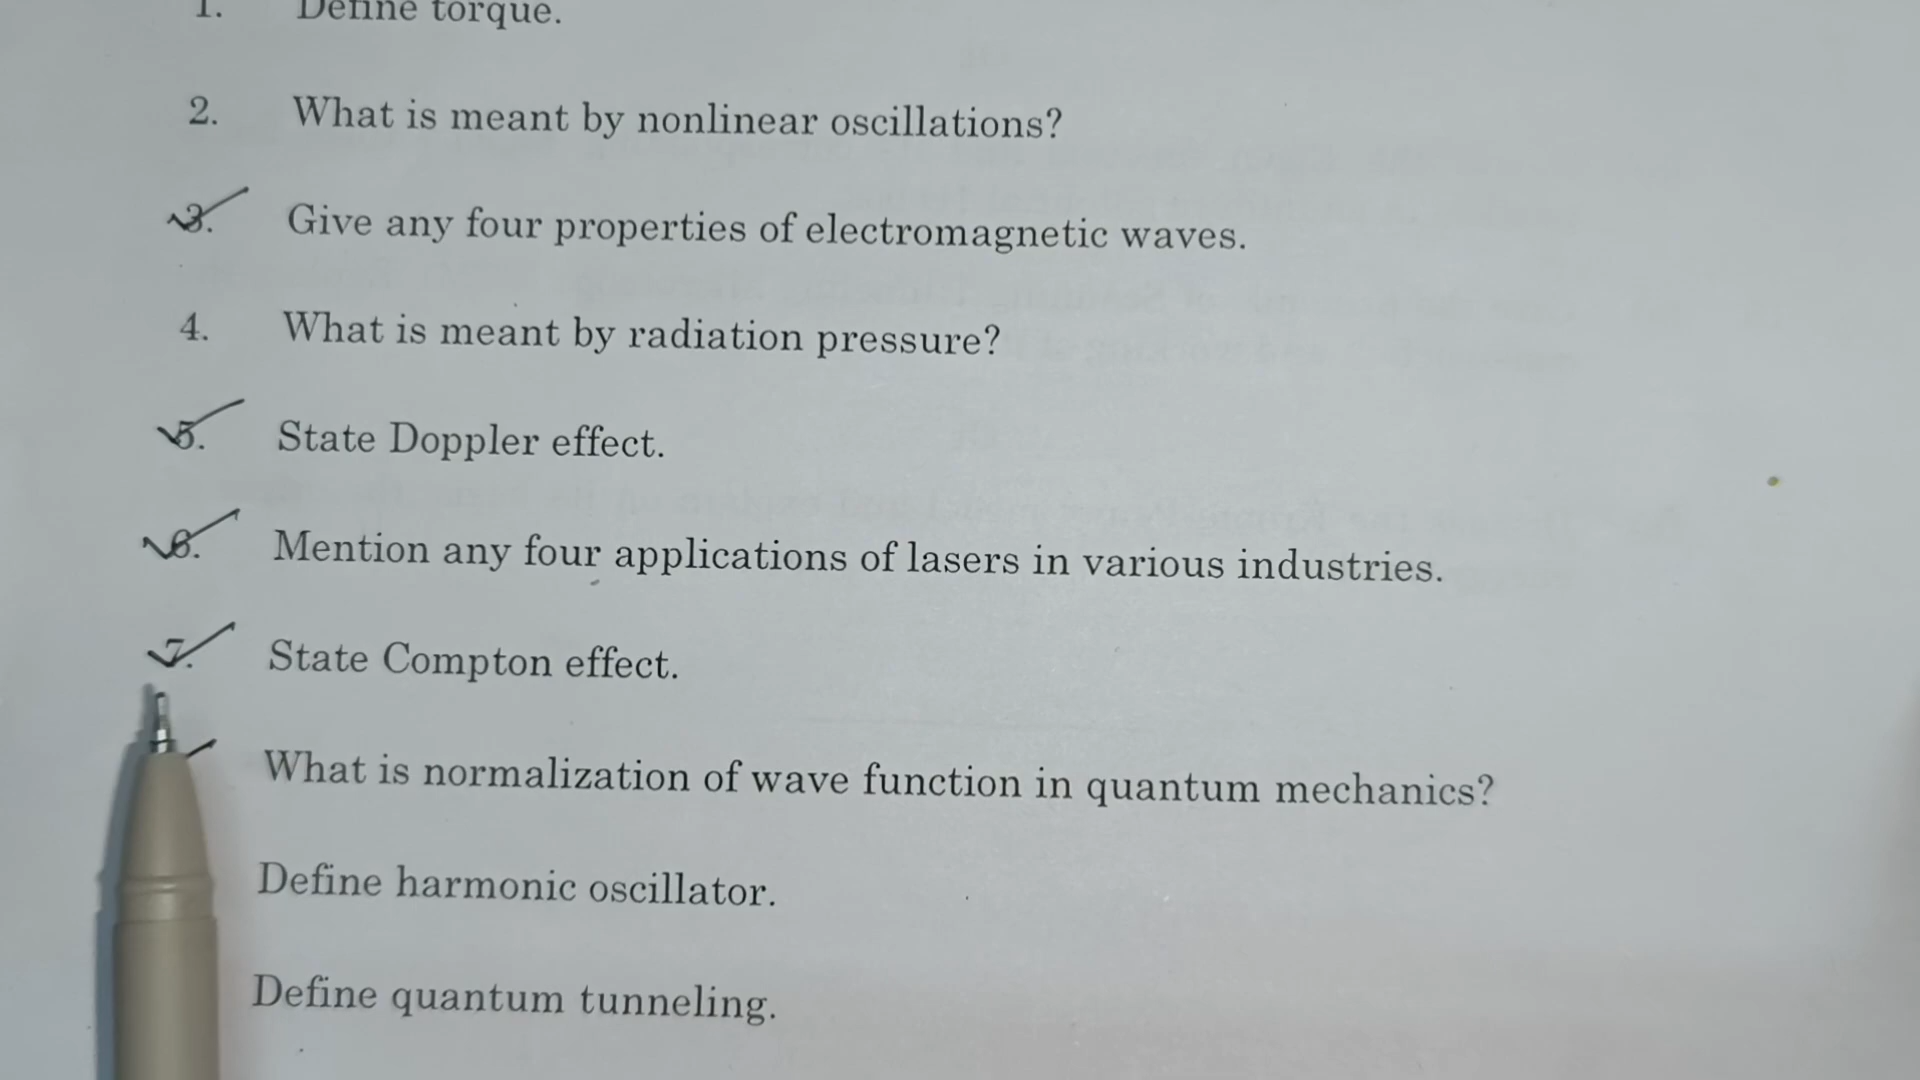 1. Define torque.
2. What is meant by nonlinear oscillations?
3. Give any four properties of electromagnetic waves.
4. What is meant by radiation pressure?
5. State Doppler effect.
6. Mention any four applications of lasers in various industries.
7. State Compton effect.
What is normalization of wave function in quantum mechanics?
Define harmonic oscillator.
Define quantum tunneling.